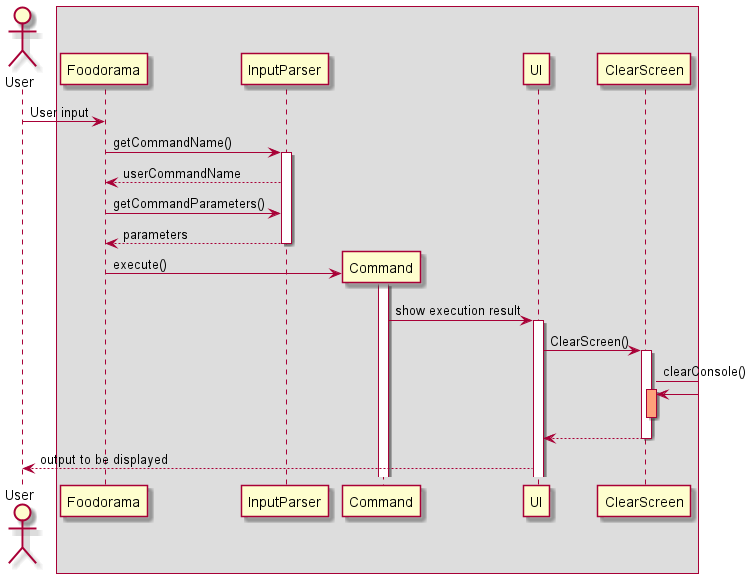 User
Foodorama
InputParser
UI
ClearScreen
User input
getCommandName()
userCommandName
getCommandParameters()
parameters
execute()
Command
show execution result
ClearScreen()
clearConsole()
output to be displayed
User
Foodorama
InputParser
Command
UI
ClearScreen